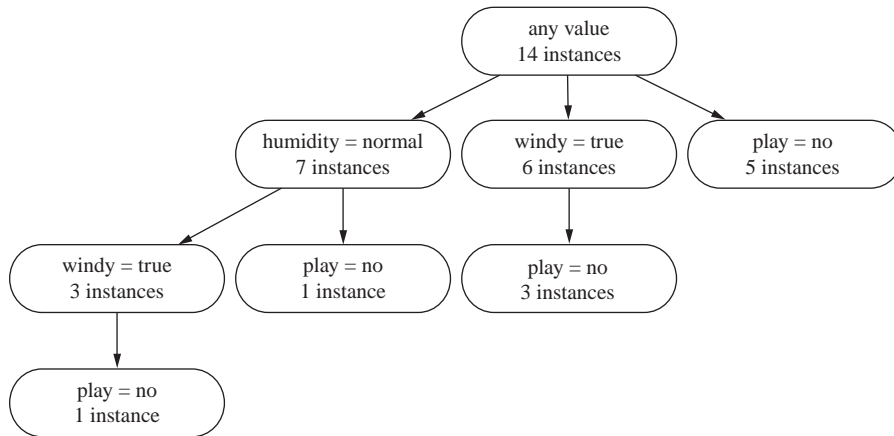 any value
14 instances
humidity = normal
7 instances
windy = true
6 instances
play = no
5 instances
windy = true
3 instances
play = no
1 instance
play = no
3 instances
play = no
1 instance